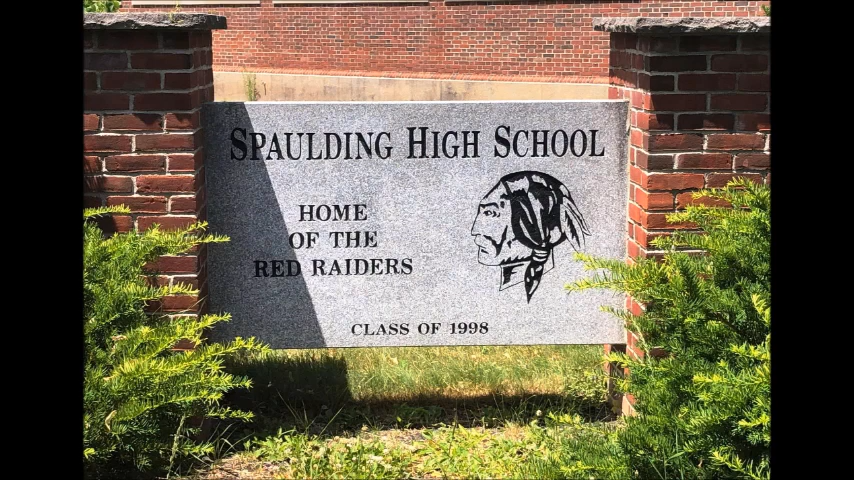 SPAULDING HIGH SCHOOL
HOME
OF THE
RED RAIDERS
CLASS OF 1998